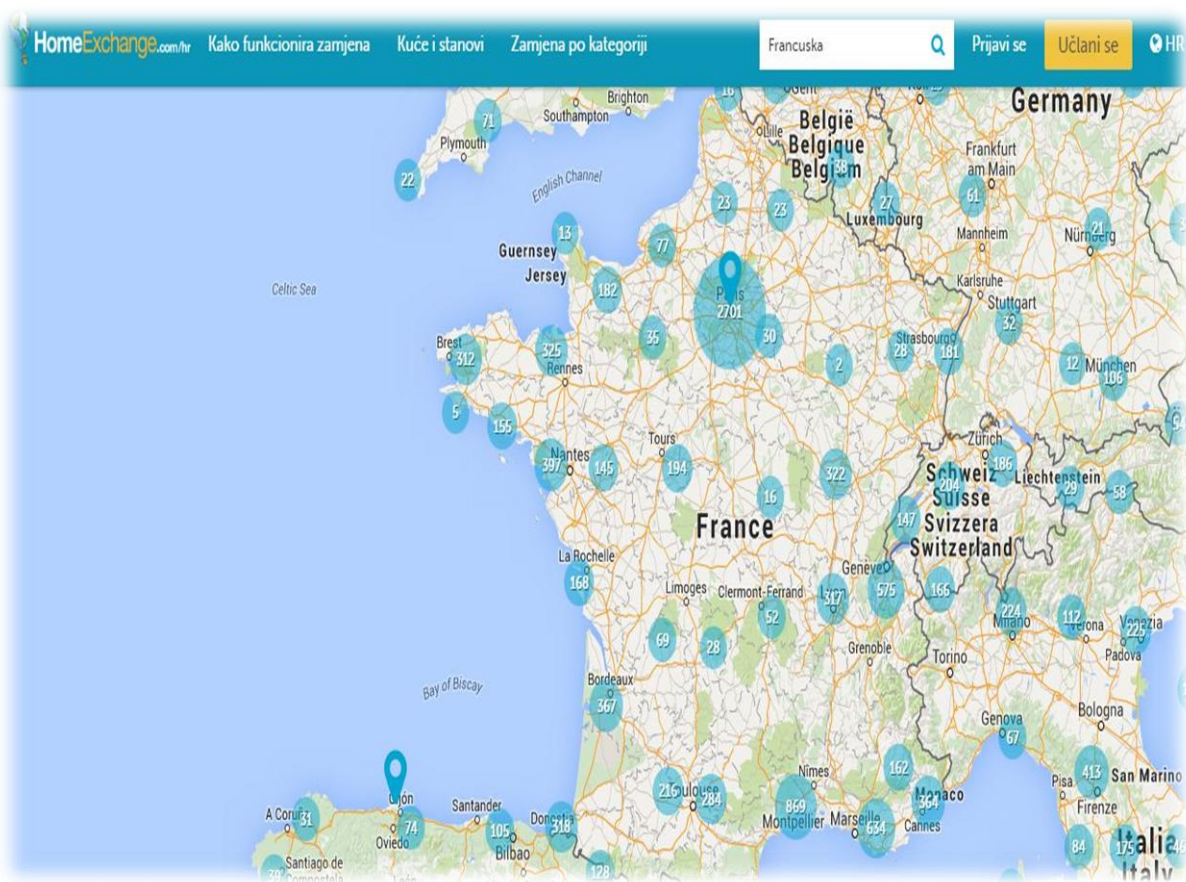 HomeExchange.com/hr Kako funkcionira zamjena Kuće i stanovi Zamjena po kategoriji Francuska Prijavi se Učlani se HR
16 Gent
Brighton
Southampton
Germany
71
Lille
België
Belgique
Belgium
38
Plymouth
Frankfurt
am Main
22
English Channel
23
23
27
Luxembourg
61
Mannheim
21
Nürnberg
13
Guernsey
Jersey
77
Karlsruhe
Celtic Sea
182
Paris
2701
Stuttgart
32
35
30
Strasbourg
28
181
Brest
312
325
Rennes
2
12
München
106
5
155
Tours
Zürich
186
Nantes
397
145
194
322
16
Schweiz
Suisse
Svizzera
Switzerland
204
Liechtenstein
29
58
147
France
La Rochelle
168
Genève
575
Limoges
Clermont-Ferrand
52
Lyon
317
166
224
Milano
112
Verona
Venezia
225
Padova
69
28
Grenoble
Torino
Bay of Biscay
Bordeaux
367
Genova
67
Bologna
162
Nîmes
216
Toulouse
284
869
Montpellier
Marseille
634
364
Monaco
Cannes
Pisa
413
San Marino
Firenze
A Coruña
31
Gijón
74
Oviedo
Santander
105
Bilbao
318
128
84
175
Italia
Italy
Santiago de
Compostela
39